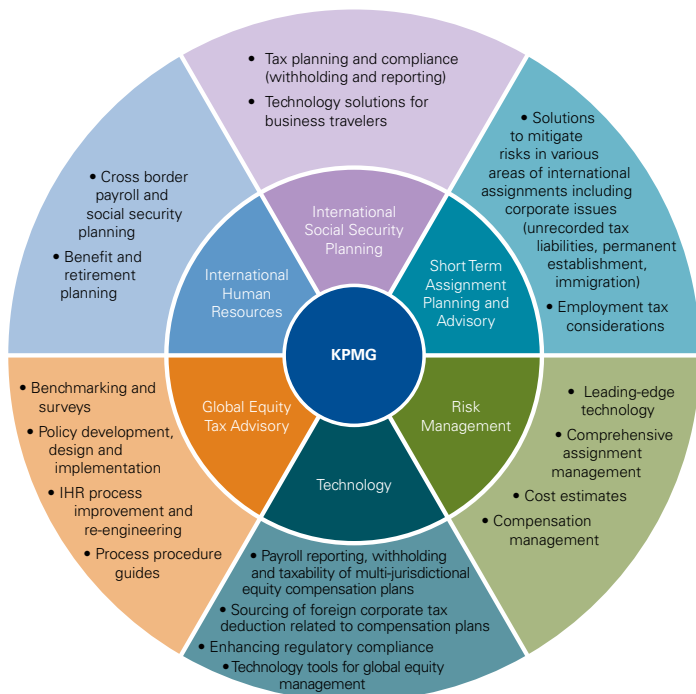 • Tax planning and compliance
(withholding and reporting)
• Technology solutions for
business travelers
• Solutions
to mitigate
risks in various
areas of international
assignments including
corporate issues
(unrecorded tax
liabilities, permanent
establishment,
immigration)
• Employment tax
considerations
• Leading-edge
technology
• Comprehensive
assignment
management
• Cost estimates
• Compensation
management
• Payroll reporting, withholding
and taxability of multi-jurisdictional
equity compensation plans
• Sourcing of foreign corporate tax
deduction related to compensation plans
• Enhancing regulatory compliance
• Technology tools for global equity
management
• Benchmarking and
surveys
• Policy development,
design and
implementation
• IHR process
improvement and
re-engineering
• Process procedure
guides
• Cross border
payroll and
social security
planning
• Benefit and
retirement
planning
International
Social Security
Planning
Short Term
Assignment
Planning and
Advisory
Risk
Management
Technology
Global Equity
Tax Advisory
International
Human
Resources
KPMG